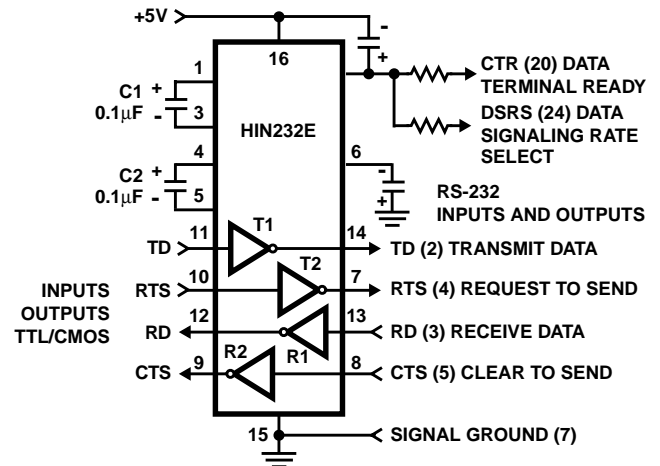 +5V
-
+
16
CTR (20) DATA
TERMINAL READY
1
C1
+
0.1μF
-
3
HIN232E
DSRS (24) DATA
SIGNALING RATE
SELECT
4
6
C2
+
0.1μF
-
5
-
+
RS-232
INPUTS AND OUTPUTS
T1
11
14
TD
TD (2) TRANSMIT DATA
T2
10
7
INPUTS
OUTPUTS
TTL/CMOS
RTS
RTS (4) REQUEST TO SEND
12
13
RD
RD (3) RECEIVE DATA
R2
R1
9
8
CTS
CTS (5) CLEAR TO SEND
15
SIGNAL GROUND (7)